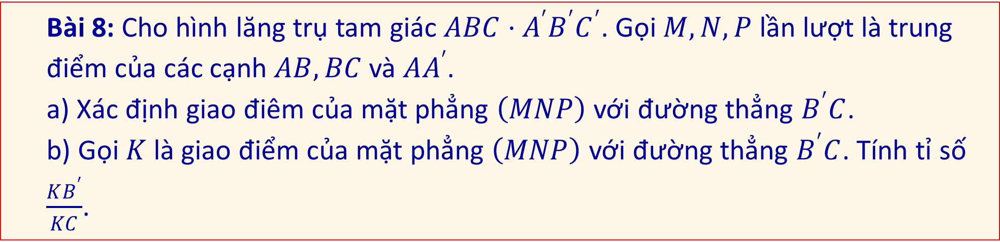 Bài 8: Cho hình lăng trụ tam giác ABC · A′B′C′. Gọi M, N, P lần lượt là trung
điểm của các cạnh AB, BC và AA′.
a) Xác định giao điêm của mặt phẳng (MNP) với đường thẳng B′C.
b) Gọi K là giao điểm của mặt phẳng (MNP) với đường thẳng B′C. Tính tỉ số
KB′/KC.